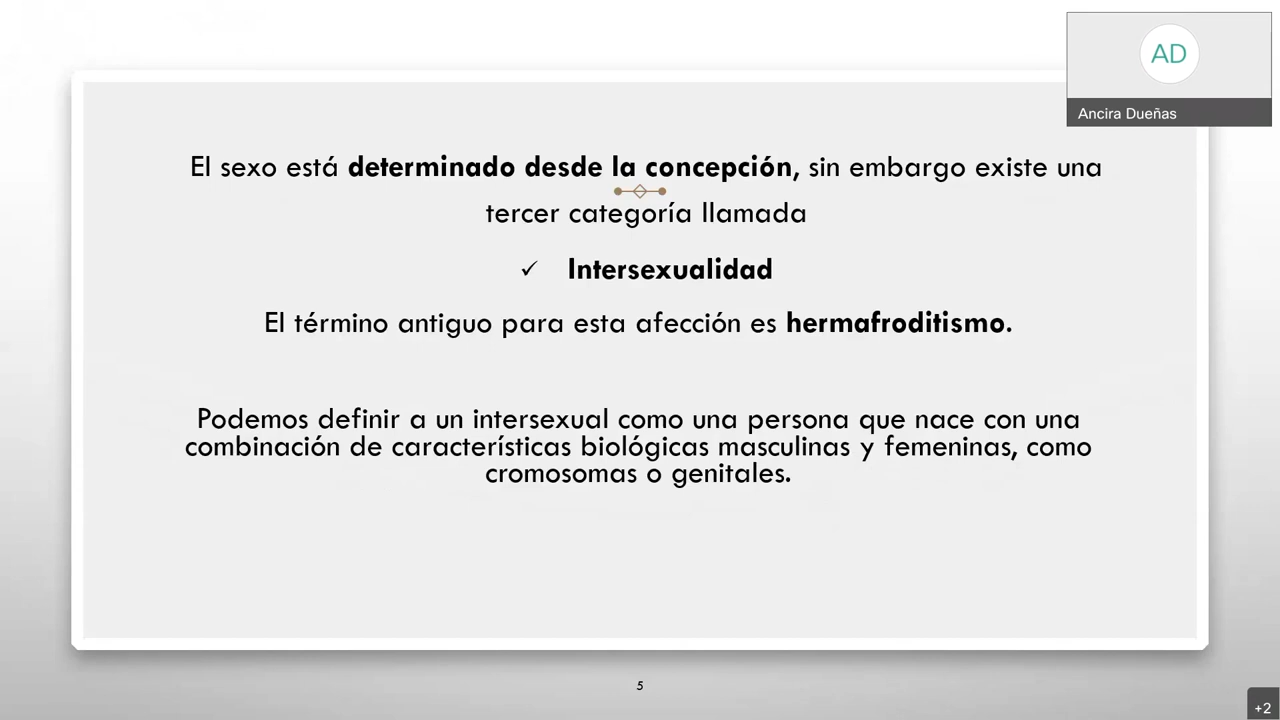 AD
Ancira Dueñas
El sexo está determinado desde la concepción, sin embargo existe una
tercer categoría llamada
✓ Intersexualidad
El término antiguo para esta afección es hermafroditismo.
Podemos definir a un intersexual como una persona que nace con una
combinación de características biológicas masculinas y femeninas, como
cromosomas o genitales.
5
+2